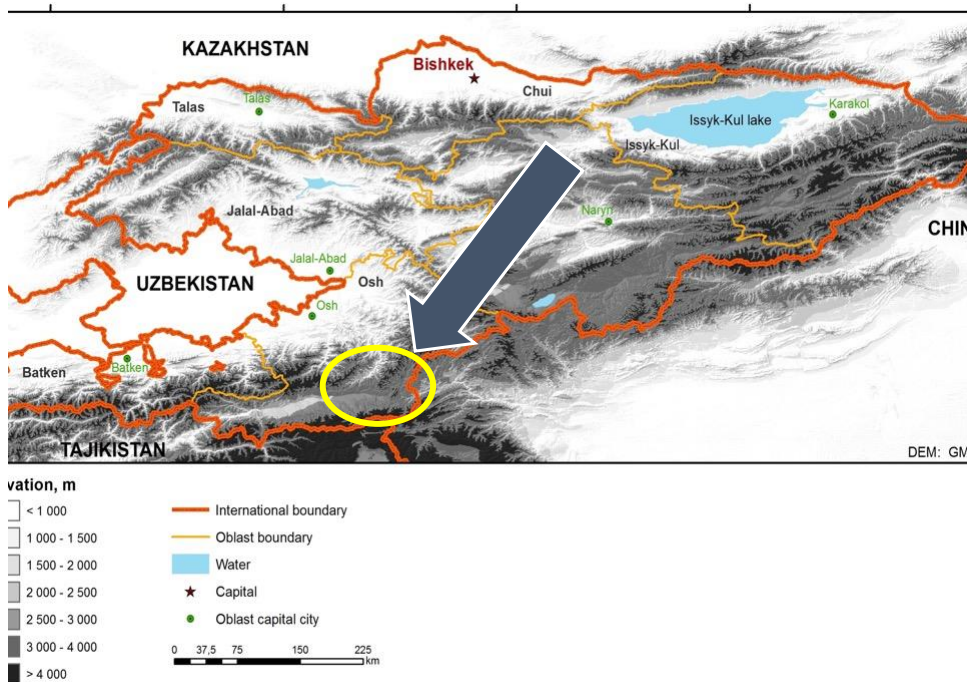 KAZAKHSTAN
Bishkek
Chui
Talas
Talas
Issyk-Kul lake
Karakol
Issyk-Kul
Jalal-Abad
Naryn
CHIN
Jalal-Abad
Osh
UZBEKISTAN
Osh
Batken
Batken
TAJIKISTAN
DEM: GM
vation, m
< 1 000
1 000 - 1 500
1 500 - 2 000
2 000 - 2 500
2 500 - 3 000
3 000 - 4 000
> 4 000
International boundary
Oblast boundary
Water
Capital
Oblast capital city
0 37,5 75 150 225
km